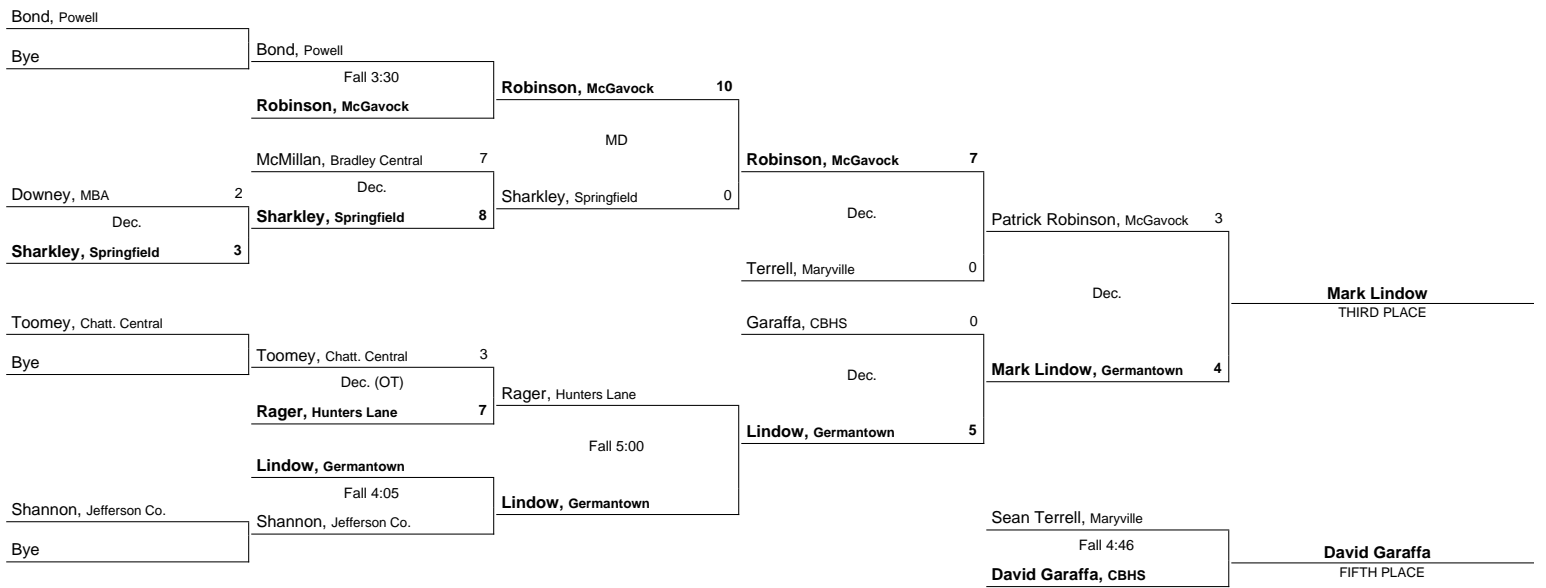 Bond, Powell
Bye
Bond, Powell
Fall 3:30
Robinson, McGavock
Robinson, McGavock 10
MD
Sharkley, Springfield 0
McMillan, Bradley Central 7
Dec.
Sharkley, Springfield 8
Downey, MBA 2
Dec.
Sharkley, Springfield 3
Robinson, McGavock 7
Dec.
Terrell, Maryville 0
Patrick Robinson, McGavock 3
Dec.
Mark Lindow, Germantown 4
Mark Lindow
THIRD PLACE
Toomey, Chatt. Central
Bye
Toomey, Chatt. Central 3
Dec. (OT)
Rager, Hunters Lane 7
Rager, Hunters Lane
Fall 5:00
Lindow, Germantown
Garaffa, CBHS 0
Dec.
Lindow, Germantown 5
Lindow, Germantown
Fall 4:05
Shannon, Jefferson Co.
Shannon, Jefferson Co.
Bye
Sean Terrell, Maryville
Fall 4:46
David Garaffa, CBHS
David Garaffa
FIFTH PLACE